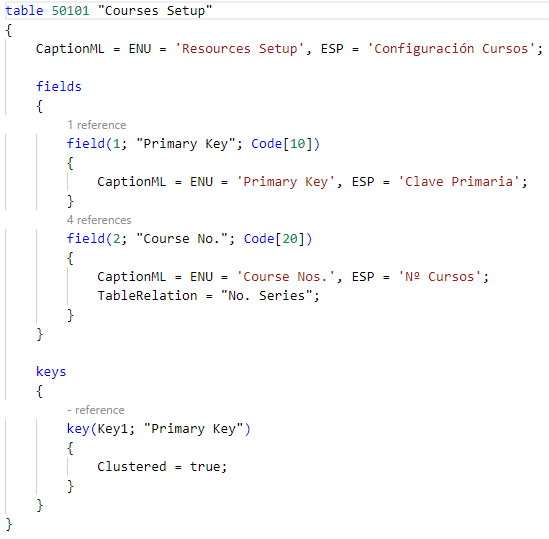 table 50101 "Courses Setup"
{
CaptionML = ENU = 'Resources Setup', ESP = 'Configuración Cursos';
fields
{
1 reference
field(1; "Primary Key"; Code[10])
{
CaptionML = ENU = 'Primary Key', ESP = 'Clave Primaria';
}
4 references
field(2; "Course No."; Code[20])
{
CaptionML = ENU = 'Course Nos.', ESP = 'Nº Cursos';
TableRelation = "No. Series";
}
}
keys
{
- reference
key(Key1; "Primary Key")
{
Clustered = true;
}
}
}